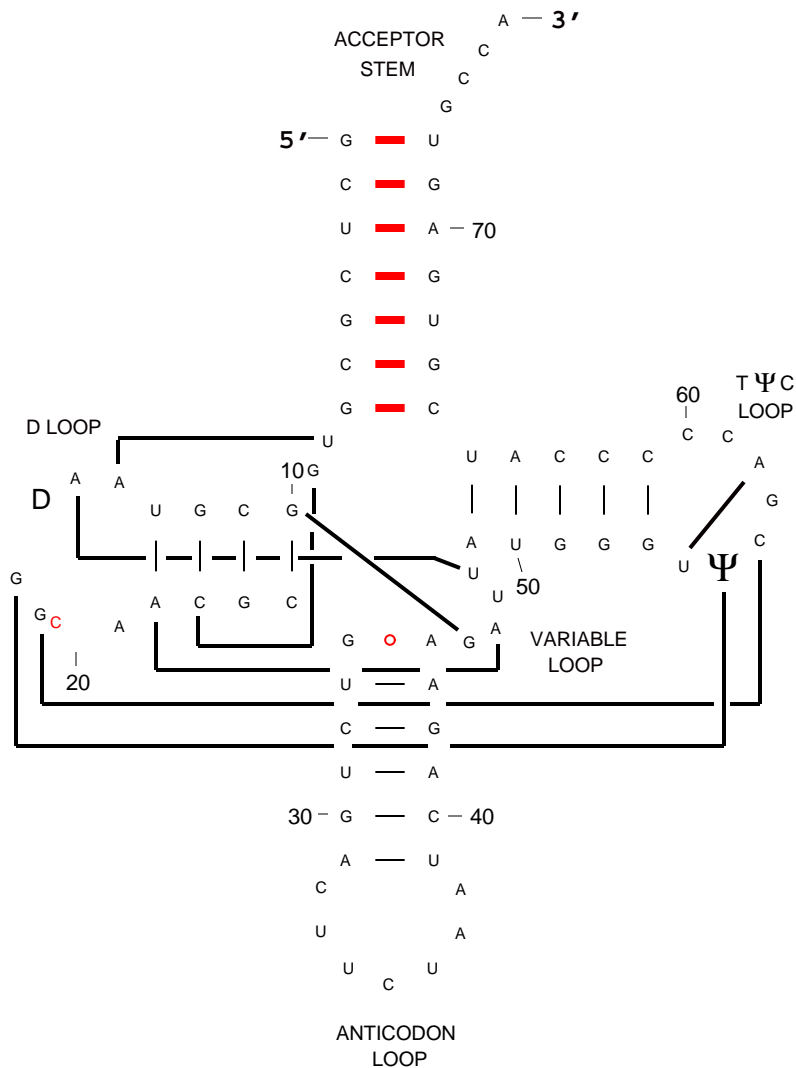 A — 3'
ACCEPTOR
STEM
C
C
G
5' — G U
C G
U A — 70
C G
G U
C G
G C
TΨC
LOOP
60
D LOOP
U
C C
U A C C C
A A
10 G
A
D
U G C G
G
A U G G G U Ψ C
U
50
G
A C G C
U
G C
A
G A G A
VARIABLE
LOOP
20
U A
C G
U A
30 — G C — 40
A U
C A
U A
U C U
ANTICODON
LOOP